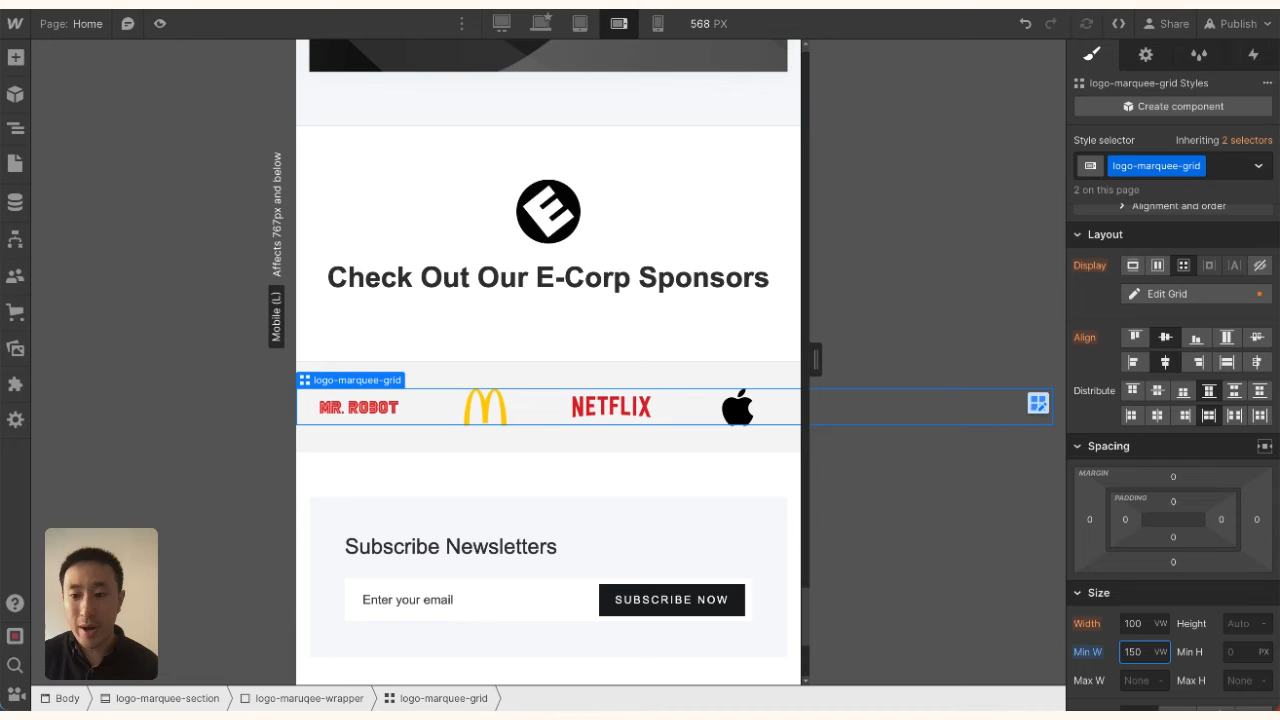 Page: Home
568 PX
Share
Publish
Affects 767px and below
Mobile (L)
Check Out Our E-Corp Sponsors
logo-marquee-grid
MR. ROBOT
NETFLIX
Subscribe Newsletters
Enter your email
SUBSCRIBE NOW
Body
logo-marquee-section
logo-maruqee-wrapper
logo-marquee-grid
logo-marquee-grid Styles
Create component
Style selector
Inheriting 2 selectors
logo-marquee-grid
2 on this page
Alignment and order
Layout
Display
Edit Grid
Align
Distribute
Spacing
MARGIN
0
PADDING
0
0 0 0 0
0
0
Size
Width 100 VW Height Auto -
Min W 150 VW Min H 0 PX
Max W None - Max H None -